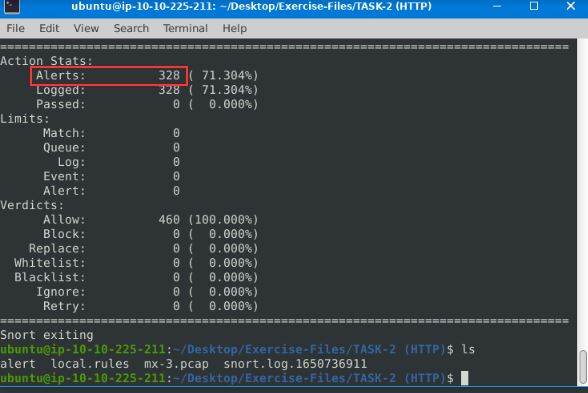 ubuntu@ip-10-10-225-211: ~/Desktop/Exercise-Files/TASK-2 (HTTP)
File Edit View Search Terminal Help
===============================================================================
Action Stats:
Alerts: 328 ( 71.304%)
Logged: 328 ( 71.304%)
Passed: 0 ( 0.000%)
Limits:
Match: 0
Queue: 0
Log: 0
Event: 0
Alert: 0
Verdicts:
Allow: 460 (100.000%)
Block: 0 ( 0.000%)
Replace: 0 ( 0.000%)
Whitelist: 0 ( 0.000%)
Blacklist: 0 ( 0.000%)
Ignore: 0 ( 0.000%)
Retry: 0 ( 0.000%)
===============================================================================
Snort exiting
ubuntu@ip-10-10-225-211:~/Desktop/Exercise-Files/TASK-2 (HTTP)$ ls
alert local.rules mx-3.pcap snort.log.1650736911
ubuntu@ip-10-10-225-211:~/Desktop/Exercise-Files/TASK-2 (HTTP)$